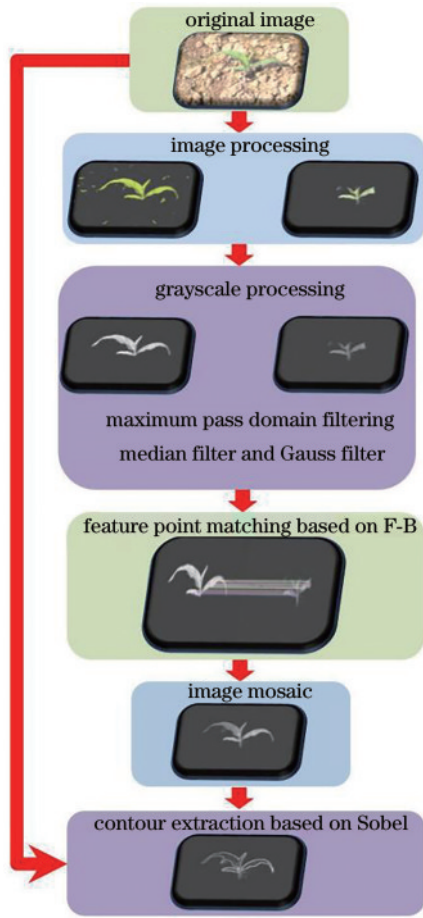 original image
image processing
grayscale processing
maximum pass domain filtering
median filter and Gauss filter
feature point matching based on F-B
image mosaic
contour extraction based on Sobel